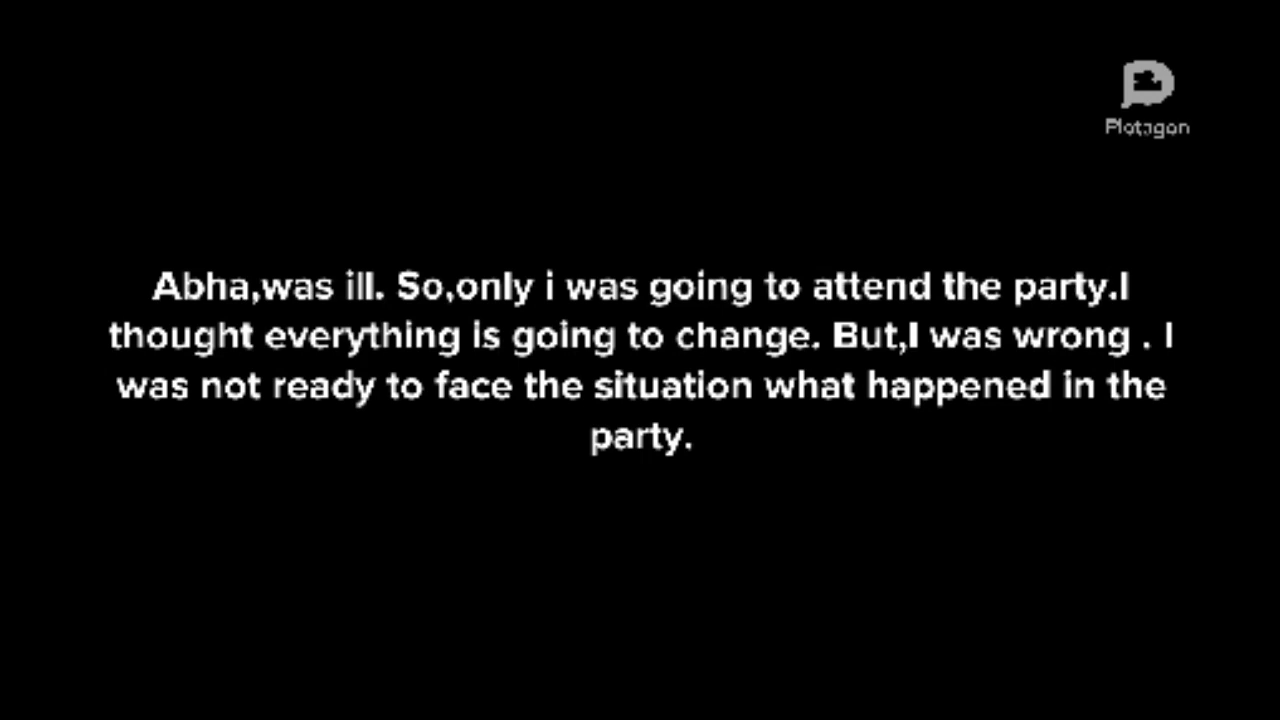 Plotagon
Abha,was ill. So,only i was going to attend the party.I
thought everything is going to change. But,I was wrong . I
was not ready to face the situation what happened in the
party.